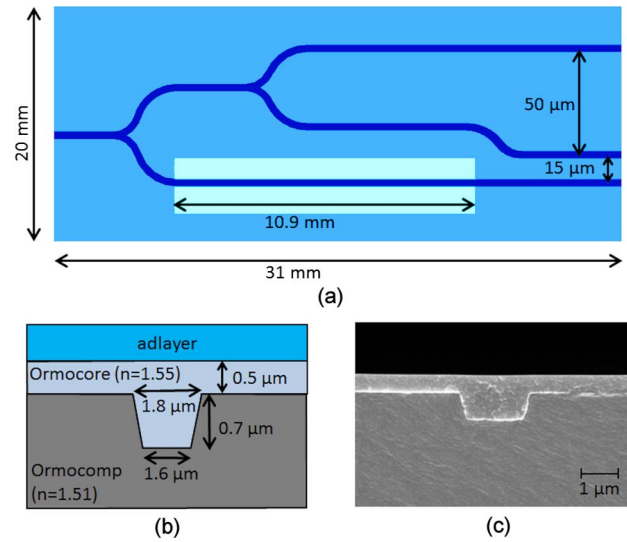 20 mm
50 µm
15 µm
10.9 mm
31 mm
(a)
adlayer
Ormocore (n=1.55)
0.5 µm
1.8 µm
0.7 µm
1.6 µm
Ormocomp
(n=1.51)
1 µm
(b)
(c)